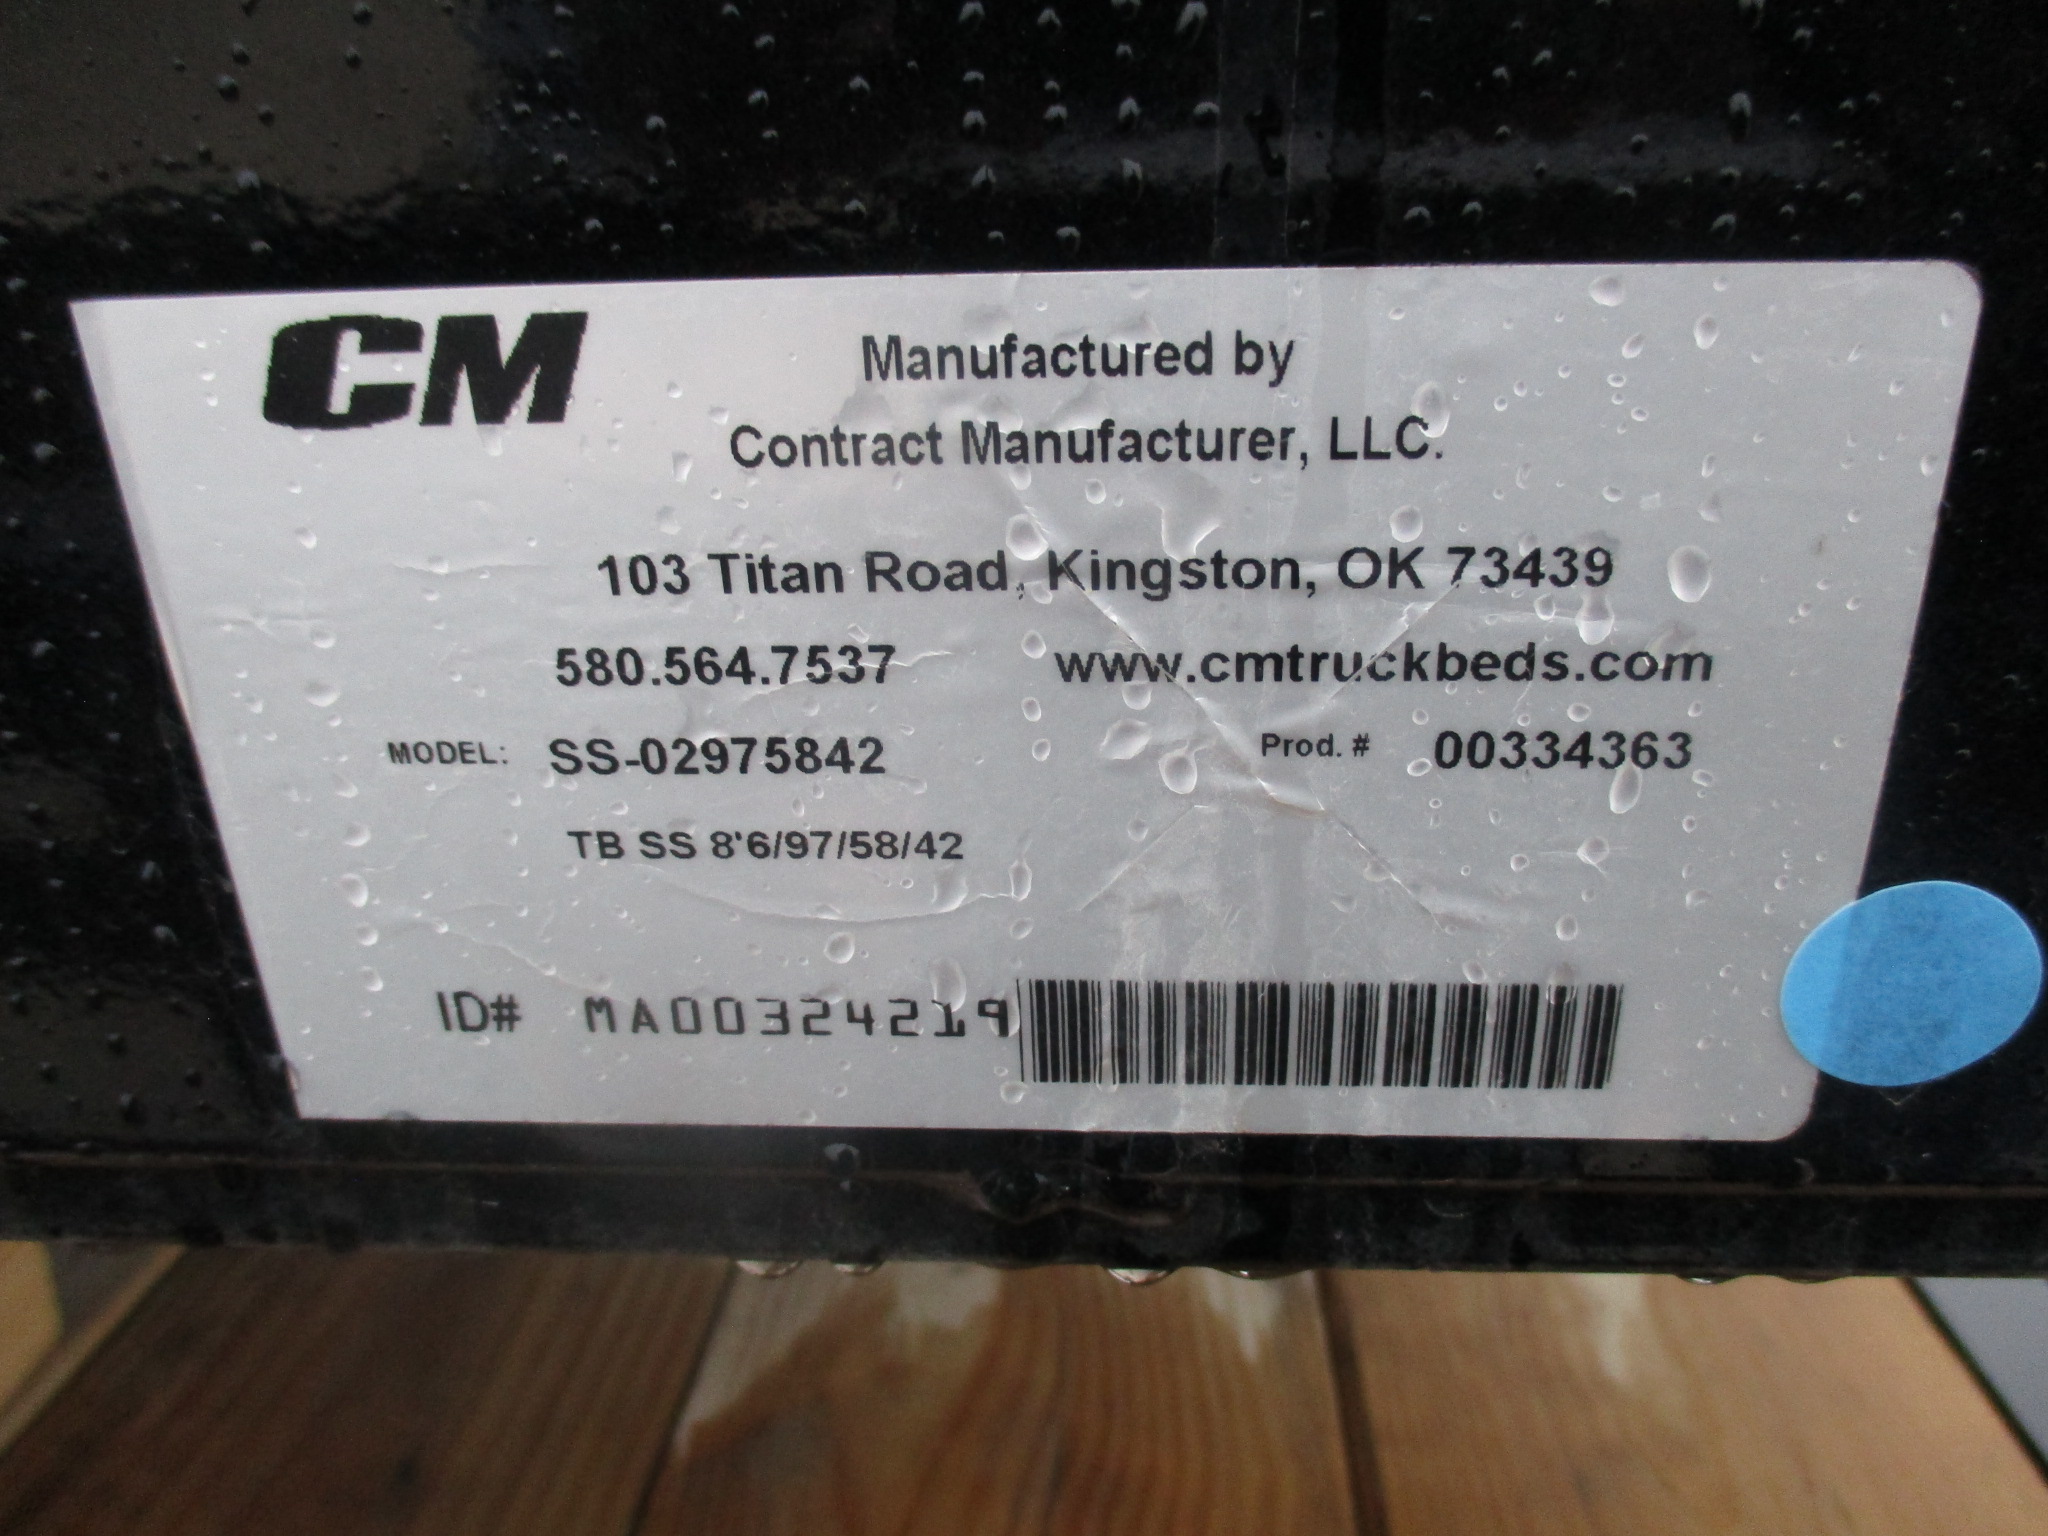 CM
Manufactured by
Contract Manufacturer, LLC.
103 Titan Road, Kingston, OK 73439
580.564.7537 www.cmtruckbeds.com
MODEL: SS-02975842 Prod. # 00334363
TB SS 8'6/97/58/42
ID# MA00324219